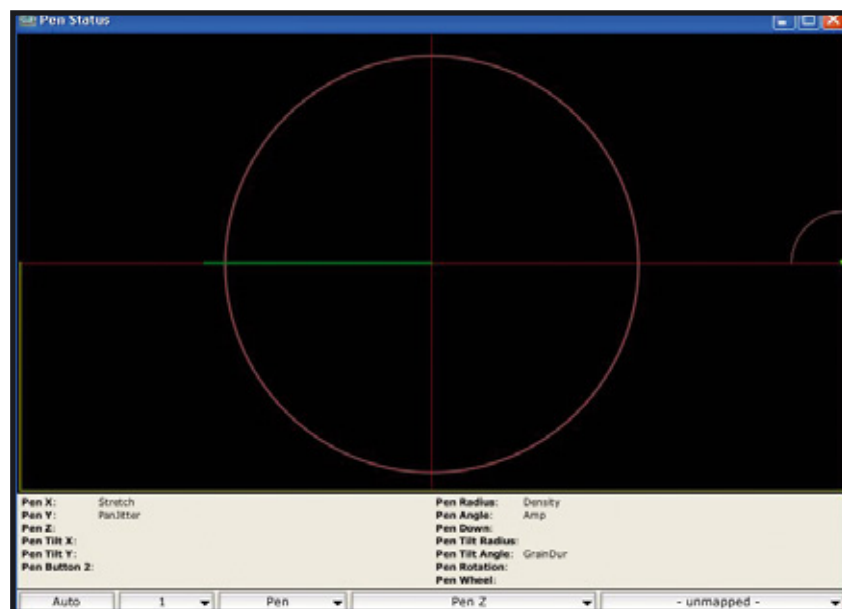 Pen Status
Pen X: Stretch
Pen Y: PanJitter
Pen Z:
Pen Tilt X:
Pen Tilt Y:
Pen Button 2:
Pen Radius: Density
Pen Angle: Amp
Pen Down:
Pen Tilt Radius:
Pen Tilt Angle: GrainDur
Pen Rotation:
Pen Wheel:
Auto 1 Pen Pen Z - unmapped -